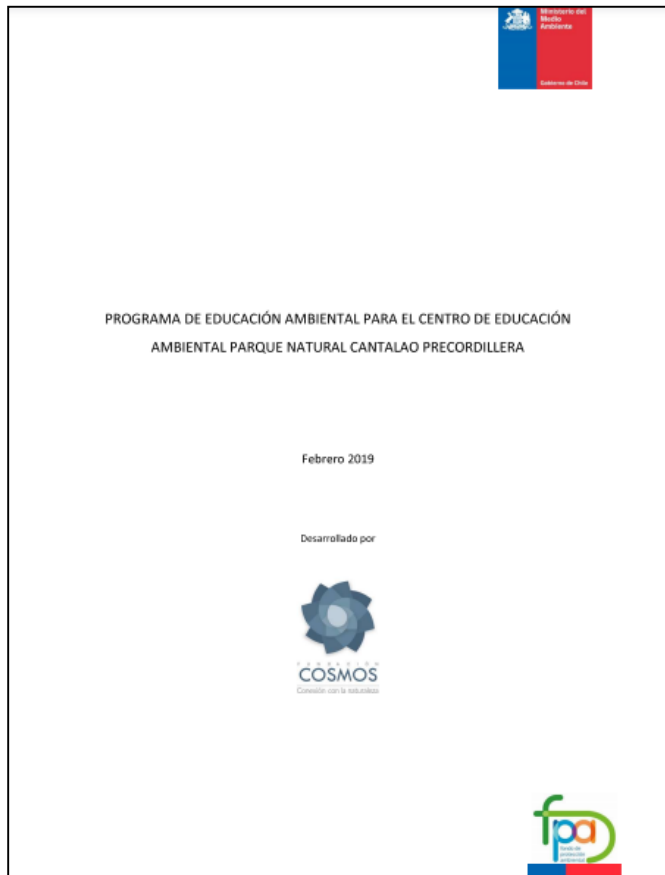 Ministerio del
Medio
Ambiente
Gobierno de Chile
PROGRAMA DE EDUCACIÓN AMBIENTAL PARA EL CENTRO DE EDUCACIÓN
AMBIENTAL PARQUE NATURAL CANTALAO PRECORDILLERA
Febrero 2019
Desarrollado por
FUNDACIÓN
COSMOS
Conexión con la naturaleza
fpa
fondo de
protección
ambiental